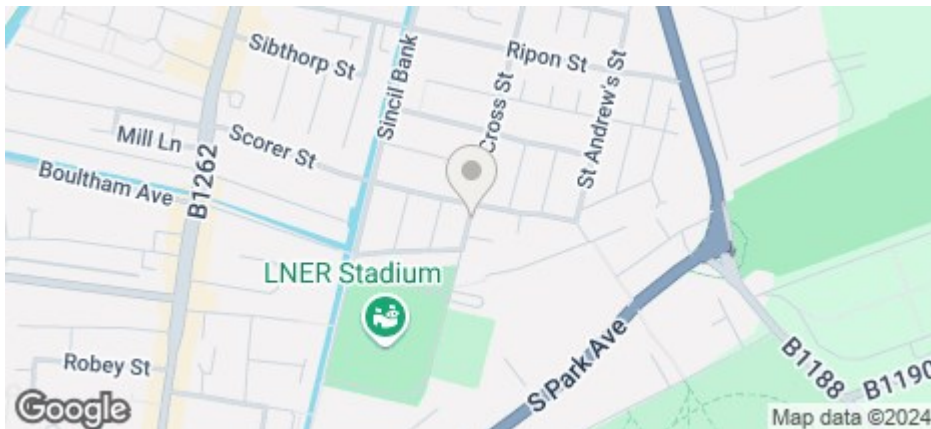 Sibthorp St
Sincil Bank
Ripon St
Cross St
St Andrew's St
Mill Ln
Scorer St
Boultham Ave
B1262
LNER Stadium
Robey St
S Park Ave
B1188
B1190
Google
Map data ©2024